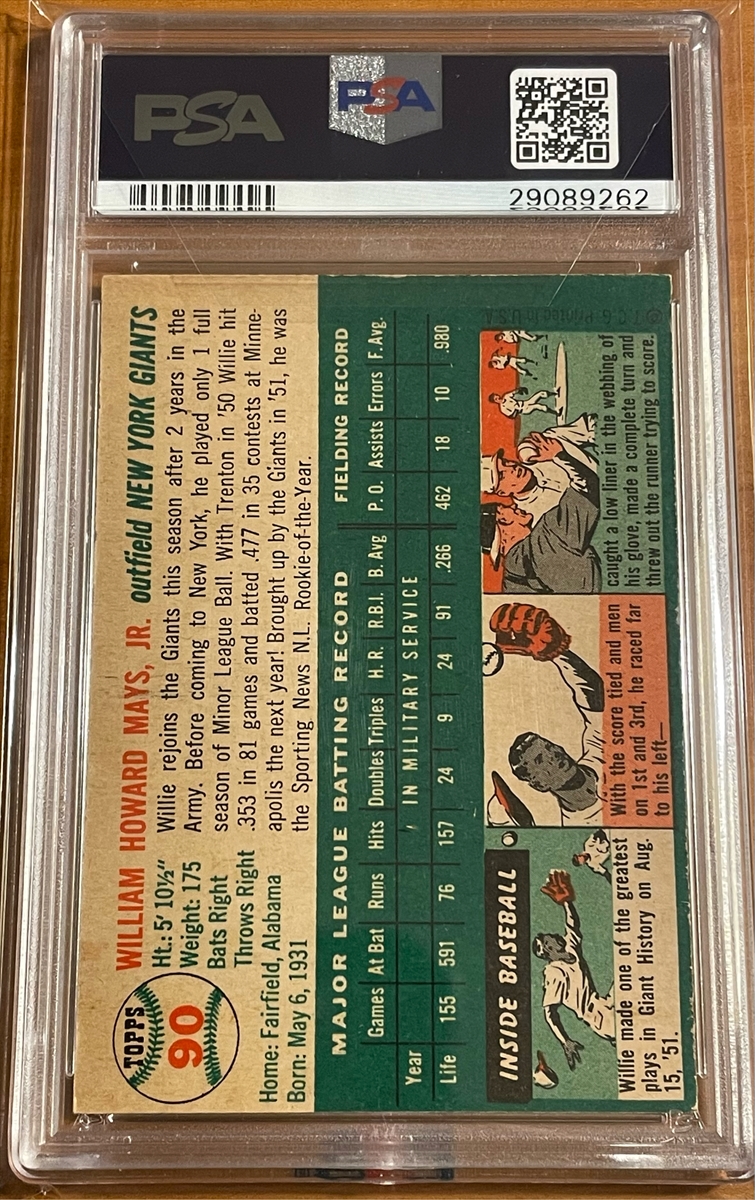 PSA
PSA
29089262
TOPPS
90
WILLIAM HOWARD MAYS, JR. outfield NEW YORK GIANTS
Ht.: 5' 10½"
Weight: 175
Bats Right
Throws Right
Home: Fairfield, Alabama
Born: May 6, 1931
Willie rejoins the Giants this season after 2 years in the
Army. Before coming to New York, he played only 1 full
season of Minor League Ball. With Trenton in '50 Willie hit
.353 in 81 games and batted .477 in 35 contests at Minne-
apolis the next year! Brought up by the Giants in '51, he was
the Sporting News N.L. Rookie-of-the-Year.
MAJOR LEAGUE BATTING RECORD FIELDING RECORD
Games At Bat Runs Hits Doubles Triples H.R. R.B.I. B.Avg P.O. Assists Errors F.Avg.
Year IN MILITARY SERVICE
Life 155 591 76 157 24 9 24 91 .266 462 18 10 .980
INSIDE BASEBALL
Willie made one of the greatest
plays in Giant History on Aug.
15, '51.
With the score tied and men
on 1st and 3rd, he raced far
to his left—
caught a low liner in the webbing of
his glove, made a complete turn and
threw out the runner trying to score.
© T.C.G. Printed in U.S.A.